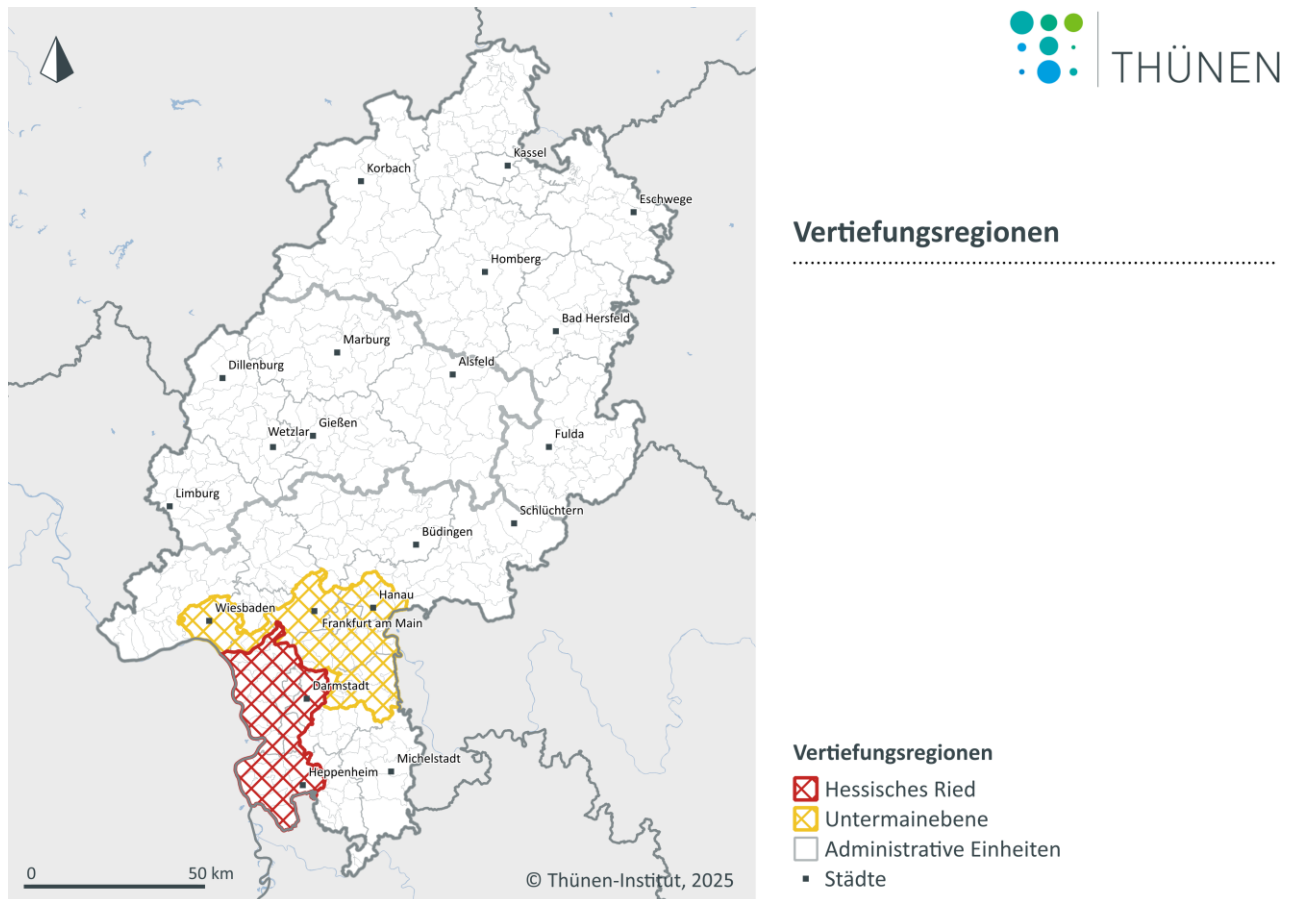 THÜNEN
Vertiefungsregionen
Kassel
Korbach
Eschwege
Homberg
Bad Hersfeld
Marburg
Alsfeld
Dillenburg
Gießen
Wetzlar
Fulda
Limburg
Schlüchtern
Büdingen
Hanau
Wiesbaden
Frankfurt am Main
Darmstadt
Michelstadt
Heppenheim
0 50 km
© Thünen-Institut, 2025
Vertiefungsregionen
Hessisches Ried
Untermainebene
Administrative Einheiten
Städte